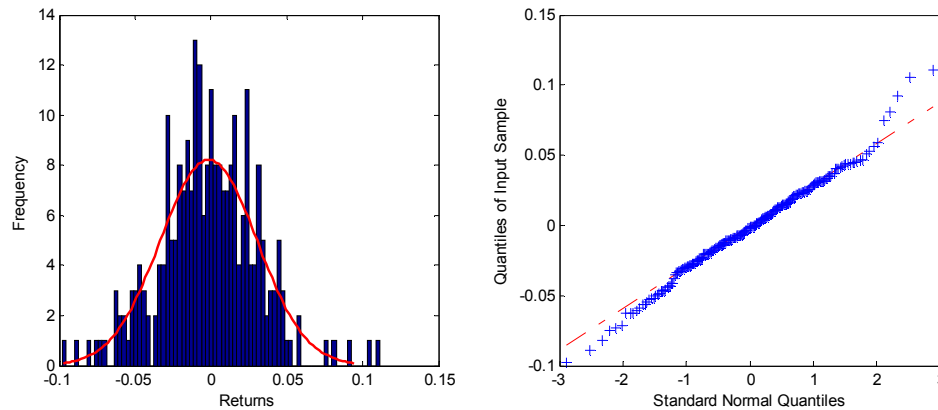 14
12
10
8
6
4
2
0
Frequency
-0.1 -0.05 0 0.05 0.1 0.15
Returns
0.15
0.1
0.05
0
-0.05
-0.1
Quantiles of Input Sample
-3 -2 -1 0 1 2 3
Standard Normal Quantiles